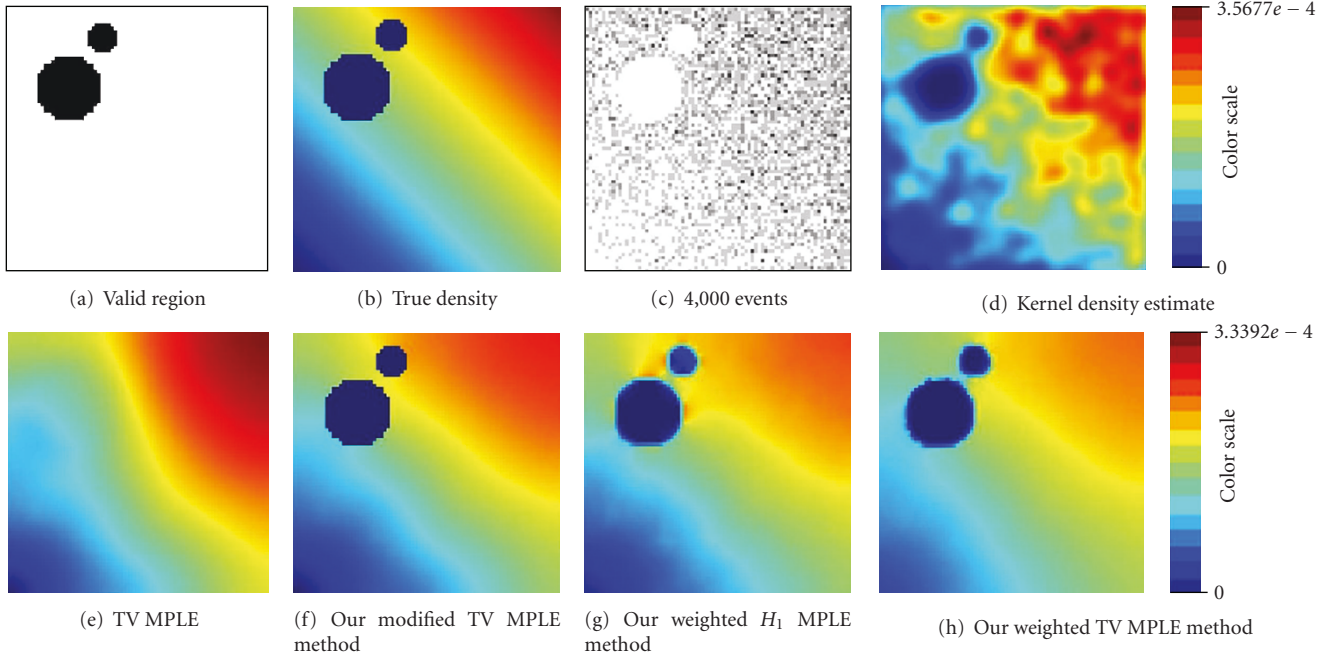 3.5677e − 4
Color scale
0
(a) Valid region
(b) True density
(c) 4,000 events
(d) Kernel density estimate
3.3392e − 4
Color scale
0
(e) TV MPLE
(f) Our modified TV MPLE
method
(g) Our weighted H1 MPLE
method
(h) Our weighted TV MPLE method